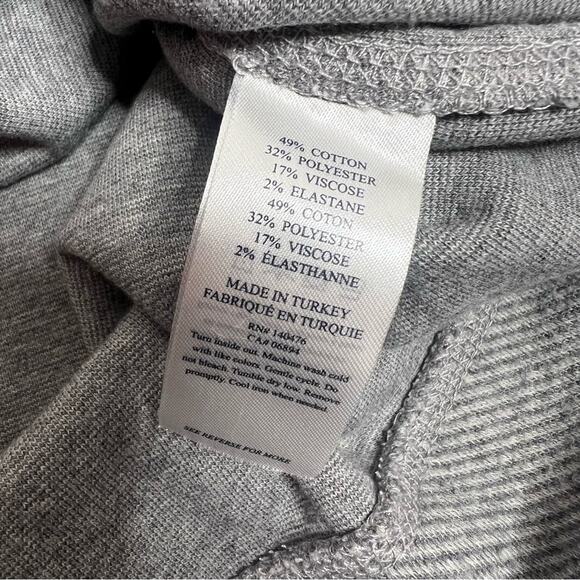 49% COTTON
32% POLYESTER
17% VISCOSE
2% ELASTANE
49% COTON
32% POLYESTER
17% VISCOSE
2% ÉLASTHANNE
MADE IN TURKEY
FABRIQUÉ EN TURQUIE
RN# 140476
CA# 06894
Turn inside out. Machine wash cold
with like colors. Gentle cycle. Do
not bleach. Tumble dry low. Remove
promptly. Cool iron when needed.
SEE REVERSE FOR MORE